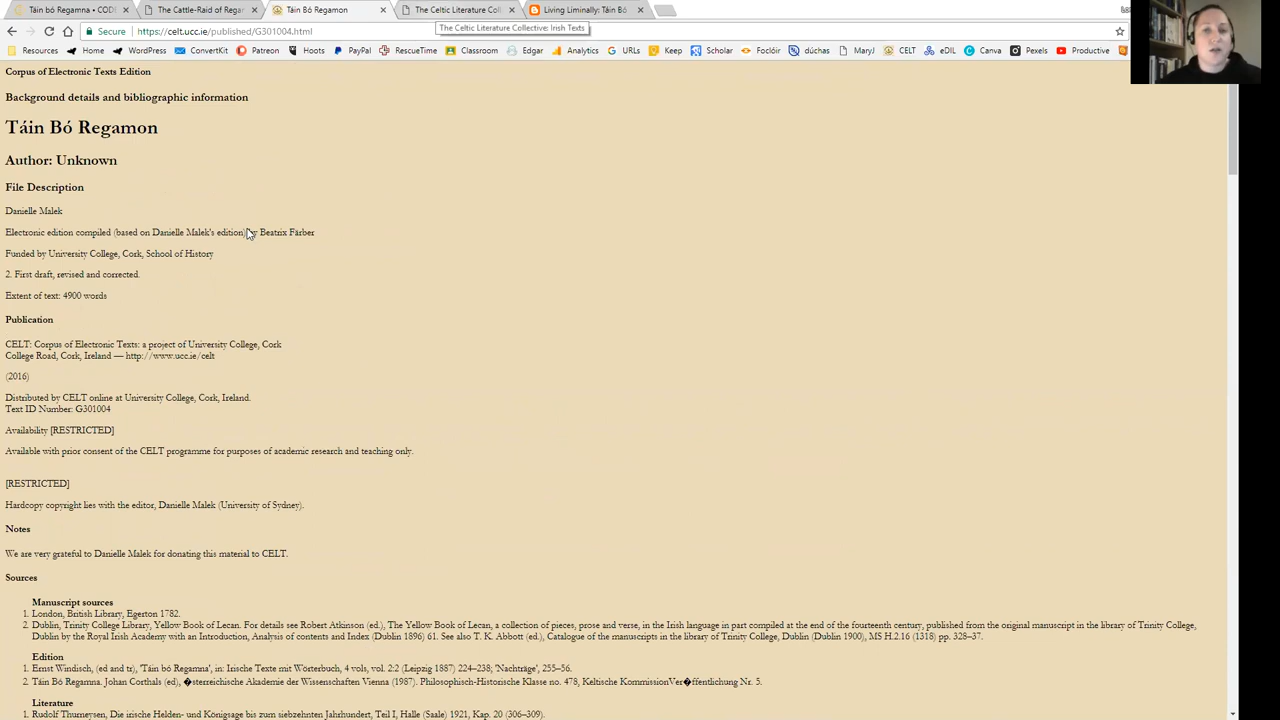 Táin bó Regamna • CODE
The Cattle-Raid of Regan
Táin Bó Regamon
The Celtic Literature Coll
Living Liminally: Táin Bó
The Celtic Literature Collective: Irish Texts
Secure
https://celt.ucc.ie/published/G301004.html
Resources Home WordPress ConvertKit Patreon Hoots PayPal RescueTime Classroom Edgar Analytics URLs Keep Scholar Foclóir dúchas MaryJ CELT eDIL Canva Pexels Productive
Corpus of Electronic Texts Edition
Background details and bibliographic information
Táin Bó Regamon
Author: Unknown
File Description
Danielle Malek
Electronic edition compiled (based on Danielle Malek's edition) by Beatrix Färber
Funded by University College, Cork, School of History
2. First draft, revised and corrected.
Extent of text: 4900 words
Publication
CELT: Corpus of Electronic Texts: a project of University College, Cork
College Road, Cork, Ireland — http://www.ucc.ie/celt
(2016)
Distributed by CELT online at University College, Cork, Ireland.
Text ID Number: G301004
Availability [RESTRICTED]
Available with prior consent of the CELT programme for purposes of academic research and teaching only.
[RESTRICTED]
Hardcopy copyright lies with the editor, Danielle Malek (University of Sydney).
Notes
We are very grateful to Danielle Malek for donating this material to CELT.
Sources
Manuscript sources
1. London, British Library, Egerton 1782.
2. Dublin, Trinity College Library, Yellow Book of Lecan. For details see Robert Atkinson (ed.), The Yellow Book of Lecan, a collection of pieces, prose and verse, in the Irish language in part compiled at the end of the fourteenth century, published from the original manuscript in the library of Trinity College,
Dublin by the Royal Irish Academy with an Introduction, Analysis of contents and Index (Dublin 1896) 61. See also T. K. Abbott (ed.), Catalogue of the manuscripts in the library of Trinity College, Dublin (Dublin 1900), MS H.2.16 (1318) pp. 328–37.
Edition
1. Ernst Windisch, (ed and tr), 'Táin bó Regamna', in: Irische Texte mit Wörterbuch, 4 vols, vol. 2:2 (Leipzig 1887) 224–238; 'Nachträge', 255–56.
2. Táin Bó Regamna. Johan Corthals (ed), �sterreichische Akademie der Wissenschaften Vienna (1987). Philosophisch-Historische Klasse no. 478, Keltische KommissionVer�ffentlichung Nr. 5.
Literature
1. Rudolf Thurneysen, Die irische Helden- und Königsage bis zum siebzehnten Jahrhundert, Teil I, Halle (Saale) 1921, Kap. 20 (306–309).